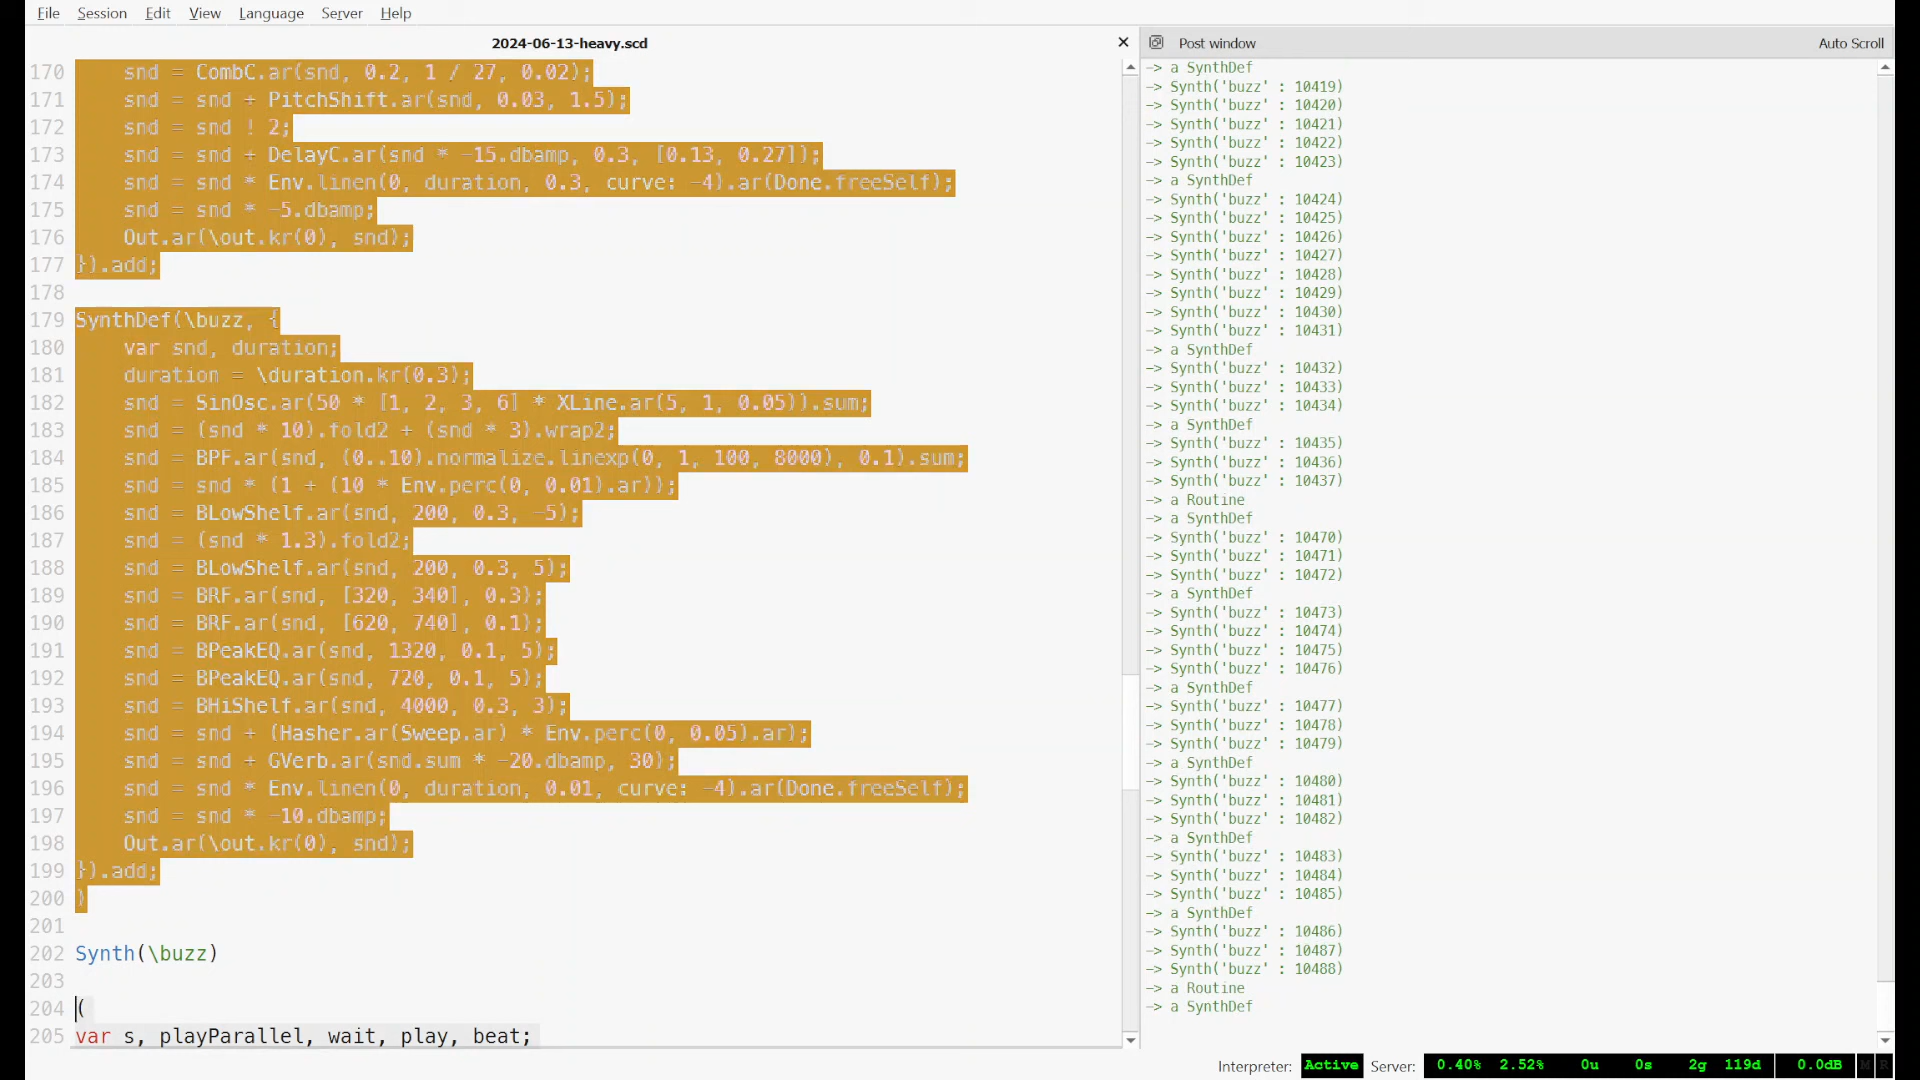 File Session Edit View Language Server Help
2024-06-13-heavy.scd
170 snd = CombC.ar(snd, 0.2, 1 / 27, 0.02);
171 snd = snd + PitchShift.ar(snd, 0.03, 1.5);
172 snd = snd ! 2;
173 snd = snd + DelayC.ar(snd * -15.dbamp, 0.3, [0.13, 0.27]);
174 snd = snd * Env.linen(0, duration, 0.3, curve: -4).ar(Done.freeSelf);
175 snd = snd * -5.dbamp;
176 Out.ar(\out.kr(0), snd);
177 }).add;
178
179 SynthDef(\buzz, {
180 var snd, duration;
181 duration = \duration.kr(0.3);
182 snd = SinOsc.ar(50 * [1, 2, 3, 6] * XLine.ar(5, 1, 0.05)).sum;
183 snd = (snd * 10).fold2 + (snd * 3).wrap2;
184 snd = BPF.ar(snd, (0..10).normalize.linexp(0, 1, 100, 8000), 0.1).sum;
185 snd = snd * (1 + (10 * Env.perc(0, 0.01).ar));
186 snd = BLowShelf.ar(snd, 200, 0.3, -5);
187 snd = (snd * 1.3).fold2;
188 snd = BLowShelf.ar(snd, 200, 0.3, 5);
189 snd = BRF.ar(snd, [320, 340], 0.3);
190 snd = BRF.ar(snd, [620, 740], 0.1);
191 snd = BPeakEQ.ar(snd, 1320, 0.1, 5);
192 snd = BPeakEQ.ar(snd, 720, 0.1, 5);
193 snd = BHiShelf.ar(snd, 4000, 0.3, 3);
194 snd = snd + (Hasher.ar(Sweep.ar) * Env.perc(0, 0.05).ar);
195 snd = snd + GVerb.ar(snd.sum * -20.dbamp, 30);
196 snd = snd * Env.linen(0, duration, 0.01, curve: -4).ar(Done.freeSelf);
197 snd = snd * -10.dbamp;
198 Out.ar(\out.kr(0), snd);
199 }).add;
200 )
201
202 Synth(\buzz)
203
204 (
205 var s, playParallel, wait, play, beat;
Post window Auto Scroll
-> a SynthDef
-> Synth('buzz' : 10419)
-> Synth('buzz' : 10420)
-> Synth('buzz' : 10421)
-> Synth('buzz' : 10422)
-> Synth('buzz' : 10423)
-> a SynthDef
-> Synth('buzz' : 10424)
-> Synth('buzz' : 10425)
-> Synth('buzz' : 10426)
-> Synth('buzz' : 10427)
-> Synth('buzz' : 10428)
-> Synth('buzz' : 10429)
-> Synth('buzz' : 10430)
-> Synth('buzz' : 10431)
-> a SynthDef
-> Synth('buzz' : 10432)
-> Synth('buzz' : 10433)
-> Synth('buzz' : 10434)
-> a SynthDef
-> Synth('buzz' : 10435)
-> Synth('buzz' : 10436)
-> Synth('buzz' : 10437)
-> a Routine
-> a SynthDef
-> Synth('buzz' : 10470)
-> Synth('buzz' : 10471)
-> Synth('buzz' : 10472)
-> a SynthDef
-> Synth('buzz' : 10473)
-> Synth('buzz' : 10474)
-> Synth('buzz' : 10475)
-> Synth('buzz' : 10476)
-> a SynthDef
-> Synth('buzz' : 10477)
-> Synth('buzz' : 10478)
-> Synth('buzz' : 10479)
-> a SynthDef
-> Synth('buzz' : 10480)
-> Synth('buzz' : 10481)
-> Synth('buzz' : 10482)
-> a SynthDef
-> Synth('buzz' : 10483)
-> Synth('buzz' : 10484)
-> Synth('buzz' : 10485)
-> a SynthDef
-> Synth('buzz' : 10486)
-> Synth('buzz' : 10487)
-> Synth('buzz' : 10488)
-> a Routine
-> a SynthDef
Interpreter: Active Server: 0.40% 2.52% 0u 0s 2g 119d 0.0dB M R